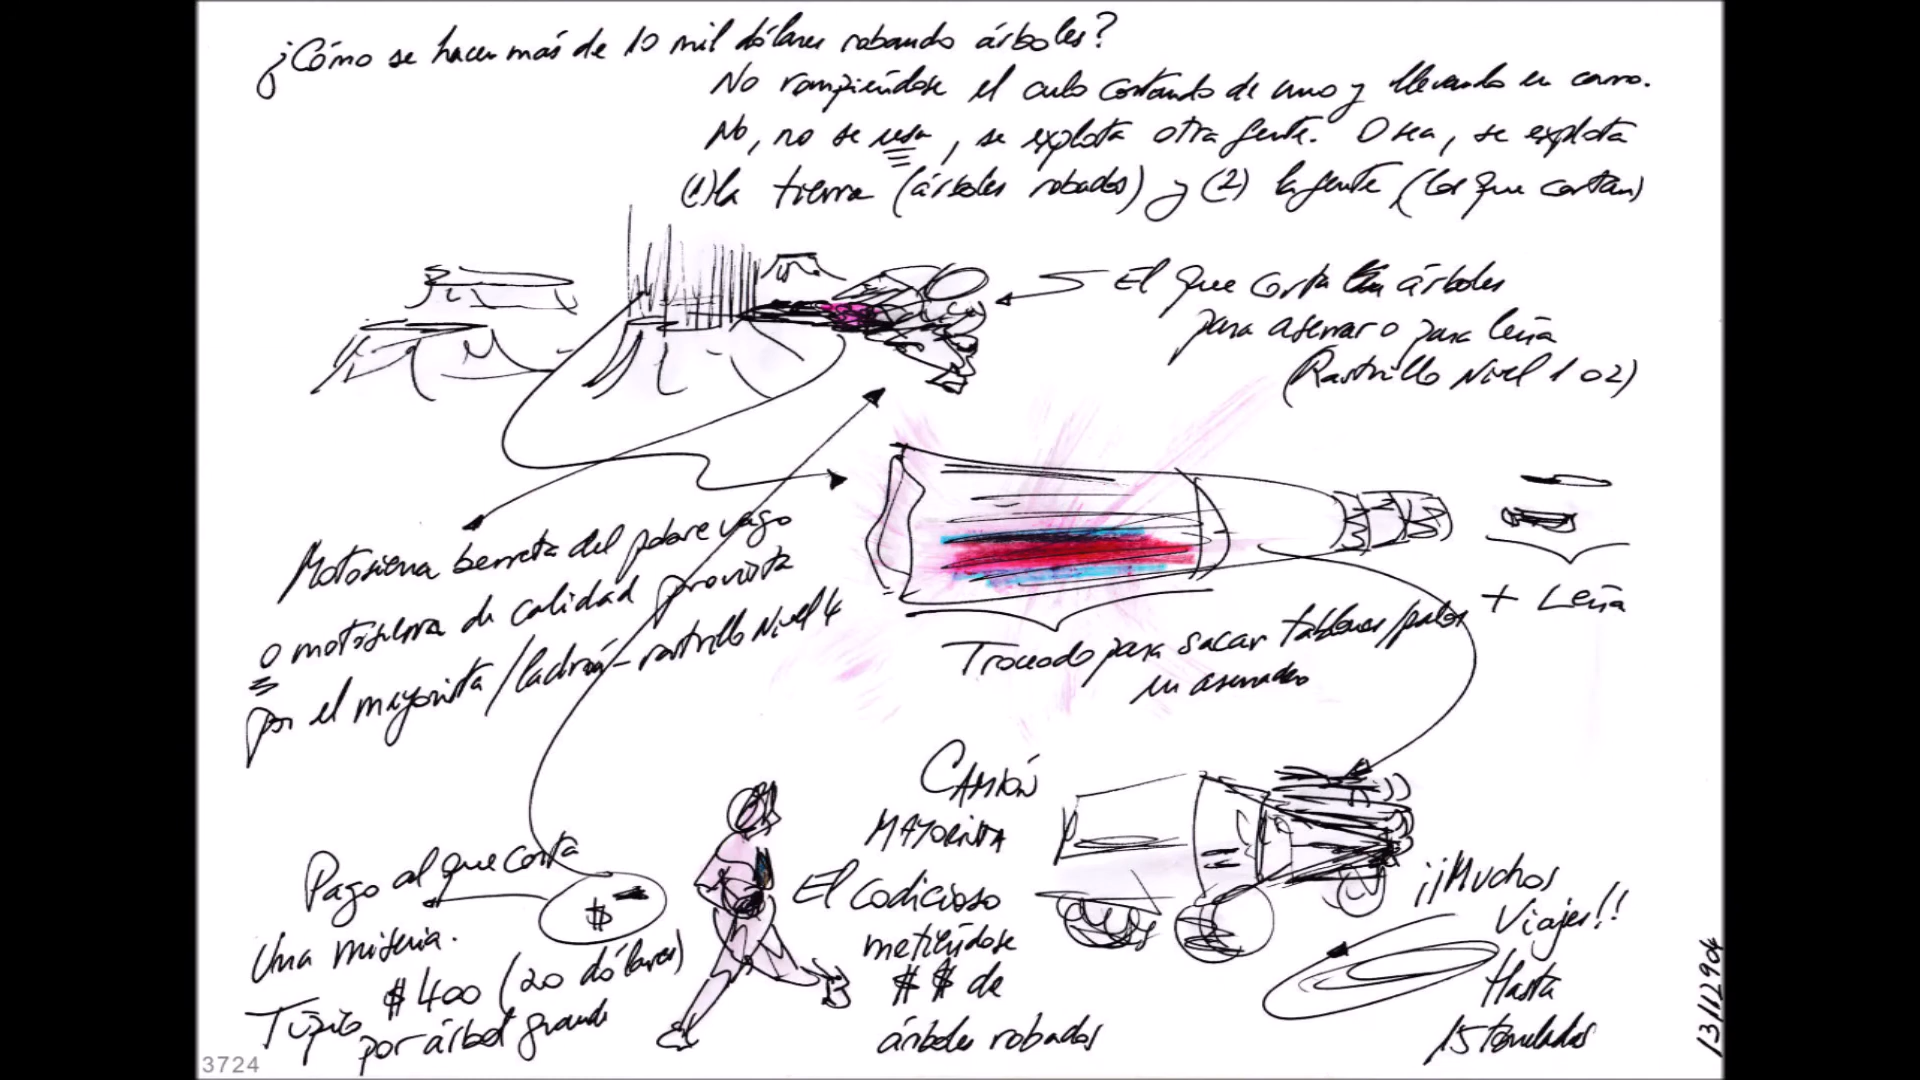 ¿Cómo se hacen más de 10 mil dólares robando árboles?
No rompiéndose el culo cortando de uno y llevando en carro.
No, no se usa, se explota otra gente. O sea, se explota
(1) la tierra (árboles robados) y (2) la gente (los que cortan)
El que corta los árboles
para aserrar o para leña
(Rastrillo Nivel 1 o 2)
Motosierra berreta del pobre vago
o motosierra de calidad provista
por el mayorista/ladrón-rastrillo Nivel 4
Trozado para sacar tablones/palos
en aserradero
+ Leña
CAMIÓN
MAYORISTA
El codicioso
metiéndose
$ $ de
árboles robados
Pago al que corta
Una miseria.
Típico $400 (20 dólares)
por árbol grande
$
¡¡Muchos
Viajes!!
Hasta
15 toneladas
13/11/2904
3724